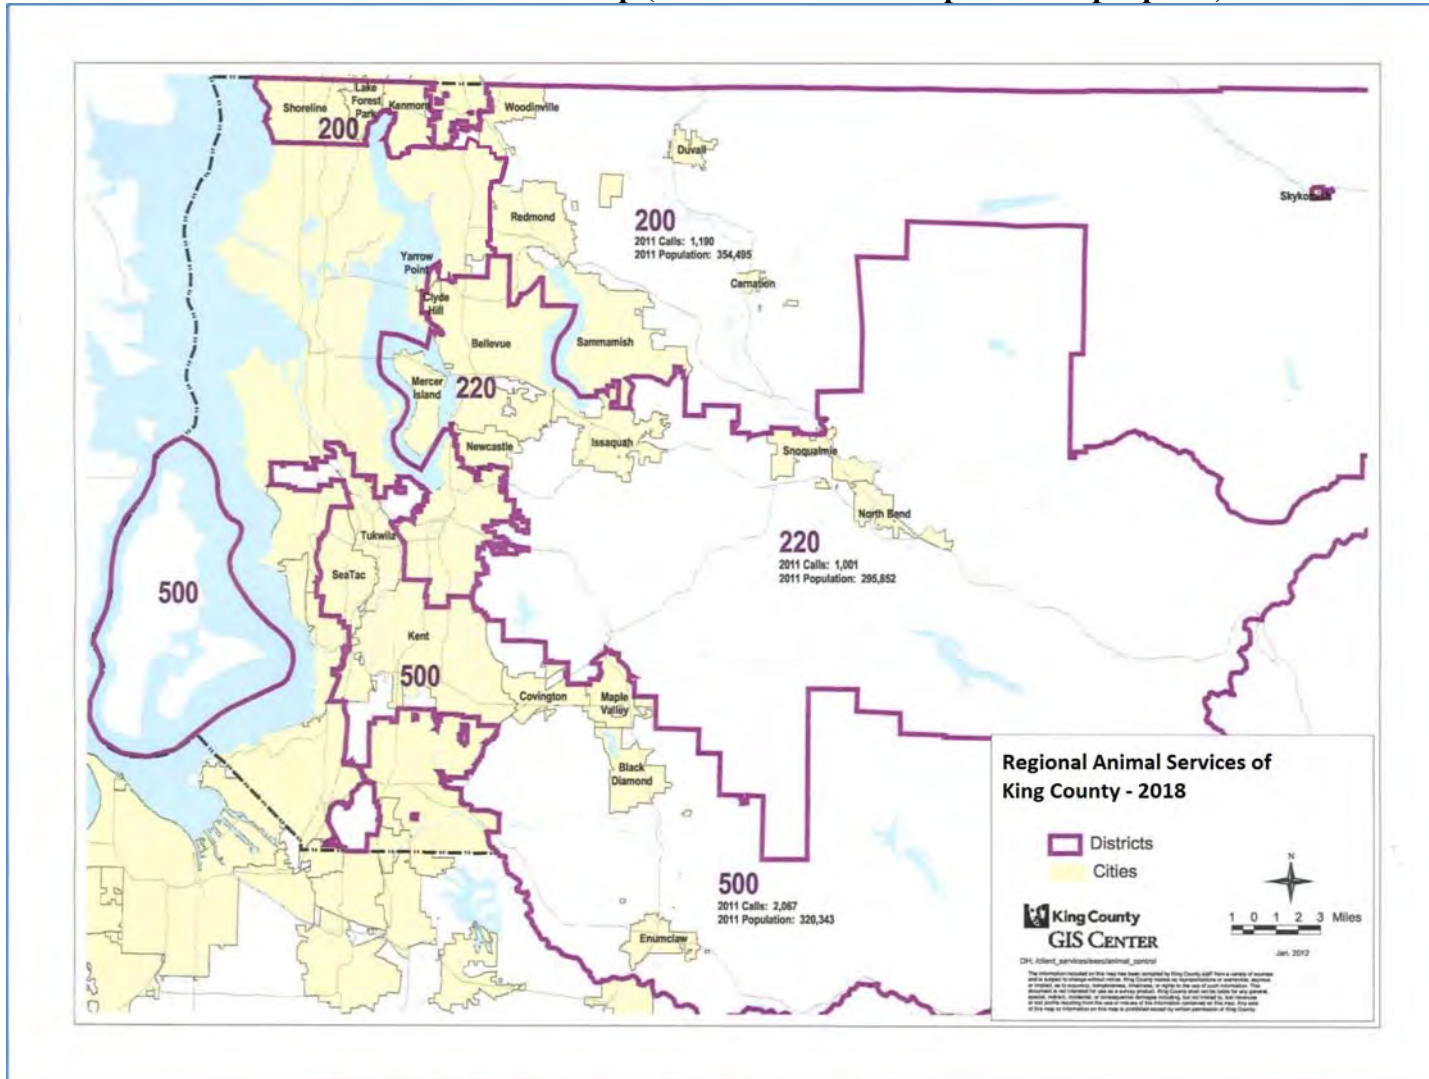 Shoreline
Lake
Forest
Park
Kenmore
Woodinville
200
Duvall
Skykomish
Redmond
200
2011 Calls: 1,190
2011 Population: 354,495
Yarrow
Point
Clyde
Hill
Carnation
Bellevue
Sammamish
Mercer
Island
220
Newcastle
Issaquah
Snoqualmie
North Bend
Tukwila
SeaTac
220
2011 Calls: 1,001
2011 Population: 295,852
500
Kent
500
Covington
Maple
Valley
Black
Diamond
500
2011 Calls: 2,067
2011 Population: 320,343
Enumclaw
Regional Animal Services of
King County - 2018
Districts
Cities
N
King County
GIS CENTER
1 0 1 2 3 Miles
Jan, 2012
DH; /client_services/exec/animal_control